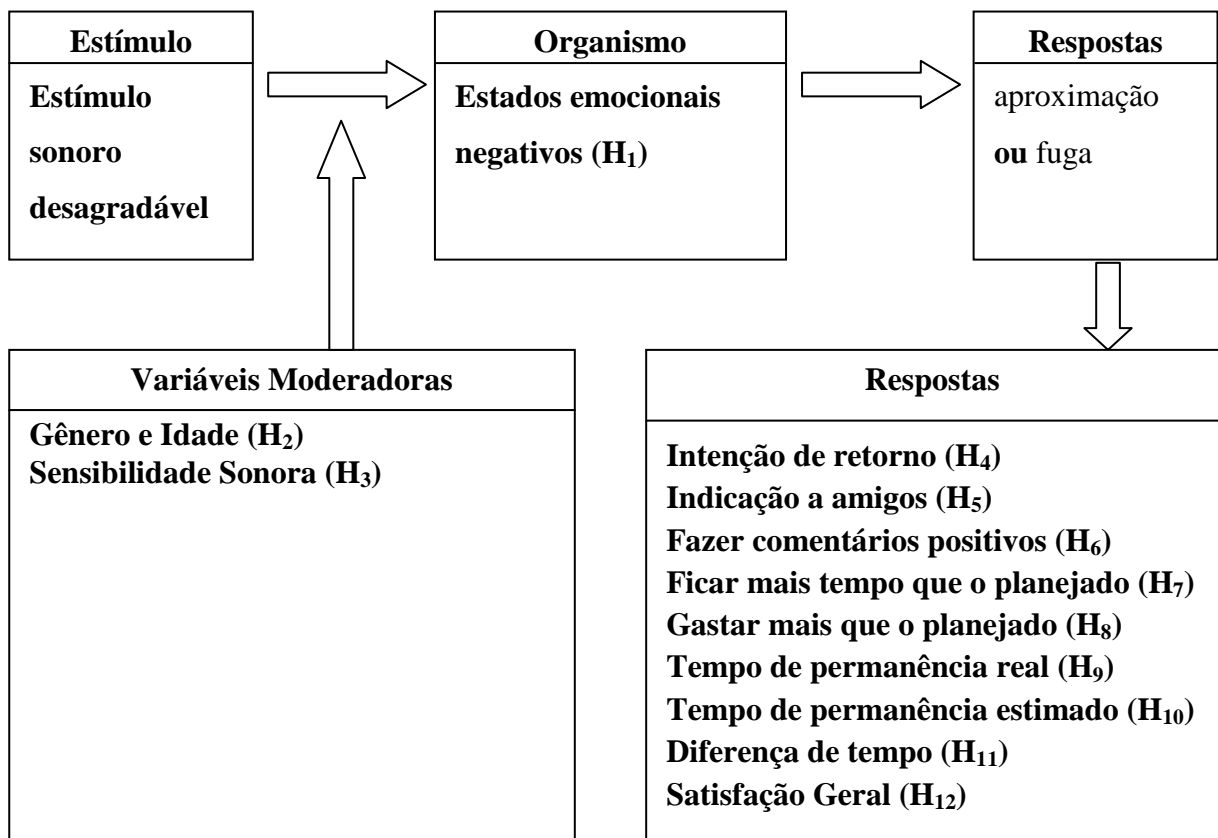 Estímulo
Estímulo
sonoro
desagradável
Organismo
Estados emocionais
negativos (H₁)
Respostas
aproximação
ou fuga
Variáveis Moderadoras
Gênero e Idade (H₂)
Sensibilidade Sonora (H₃)
Respostas
Intenção de retorno (H₄)
Indicação a amigos (H₅)
Fazer comentários positivos (H₆)
Ficar mais tempo que o planejado (H₇)
Gastar mais que o planejado (H₈)
Tempo de permanência real (H₉)
Tempo de permanência estimado (H₁₀)
Diferença de tempo (H₁₁)
Satisfação Geral (H₁₂)